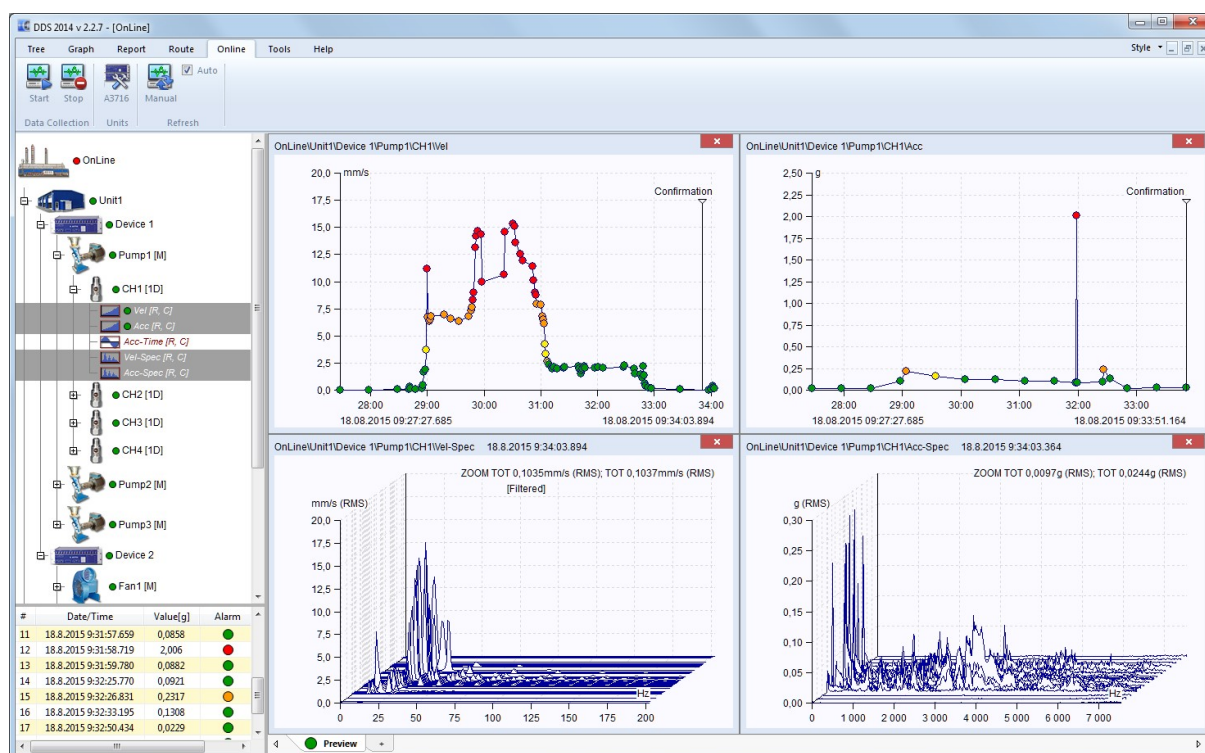 DDS 2014 v 2.2.7 - [OnLine]
Tree Graph Report Route Online Tools Help Style
Start Stop A3716 Manual Auto
Data Collection Units Refresh
OnLine
Unit1
Device 1
Pump1 [M]
CH1 [1D]
Vel [R, C]
Acc [R, C]
Acc-Time [R, C]
Vel-Spec [R, C]
Acc-Spec [R, C]
CH2 [1D]
CH3 [1D]
CH4 [1D]
Pump2 [M]
Pump3 [M]
Device 2
Fan1 [M]
# Date/Time Value[g] Alarm
11 18.8.2015 9:31:57.659 0,0858
12 18.8.2015 9:31:58.719 2,006
13 18.8.2015 9:31:59.780 0,0882
14 18.8.2015 9:32:25.770 0,0921
15 18.8.2015 9:32:26.831 0,2317
16 18.8.2015 9:32:33.195 0,1308
17 18.8.2015 9:32:50.434 0,0229
OnLine\Unit1\Device 1\Pump1\CH1\Vel
20,0 mm/s
Confirmation
17,5
15,0
12,5
10,0
7,5
5,0
2,5
0,0
28:00 29:00 30:00 31:00 32:00 33:00 34:00
18.08.2015 09:27:27.685 18.08.2015 09:34:03.894
OnLine\Unit1\Device 1\Pump1\CH1\Acc
2,50 g
Confirmation
2,25
2,00
1,75
1,50
1,25
1,00
0,75
0,50
0,25
0,00
28:00 29:00 30:00 31:00 32:00 33:00
18.08.2015 09:27:27.685 18.08.2015 09:33:51.164
OnLine\Unit1\Device 1\Pump1\CH1\Vel-Spec 18.8.2015 9:34:03.894
ZOOM TOT 0,1035mm/s (RMS); TOT 0,1037mm/s (RMS)
[Filtered]
mm/s (RMS)
20,0
17,5
15,0
12,5
10,0
7,5
5,0
2,5
0,0
Hz
0 25 50 75 100 125 150 175 200
OnLine\Unit1\Device 1\Pump1\CH1\Acc-Spec 18.8.2015 9:34:03.364
ZOOM TOT 0,0097g (RMS); TOT 0,0244g (RMS)
g (RMS)
0,30
0,25
0,20
0,15
0,10
0,05
0,00
Hz
0 1 000 2 000 3 000 4 000 5 000 6 000 7 000
Preview +